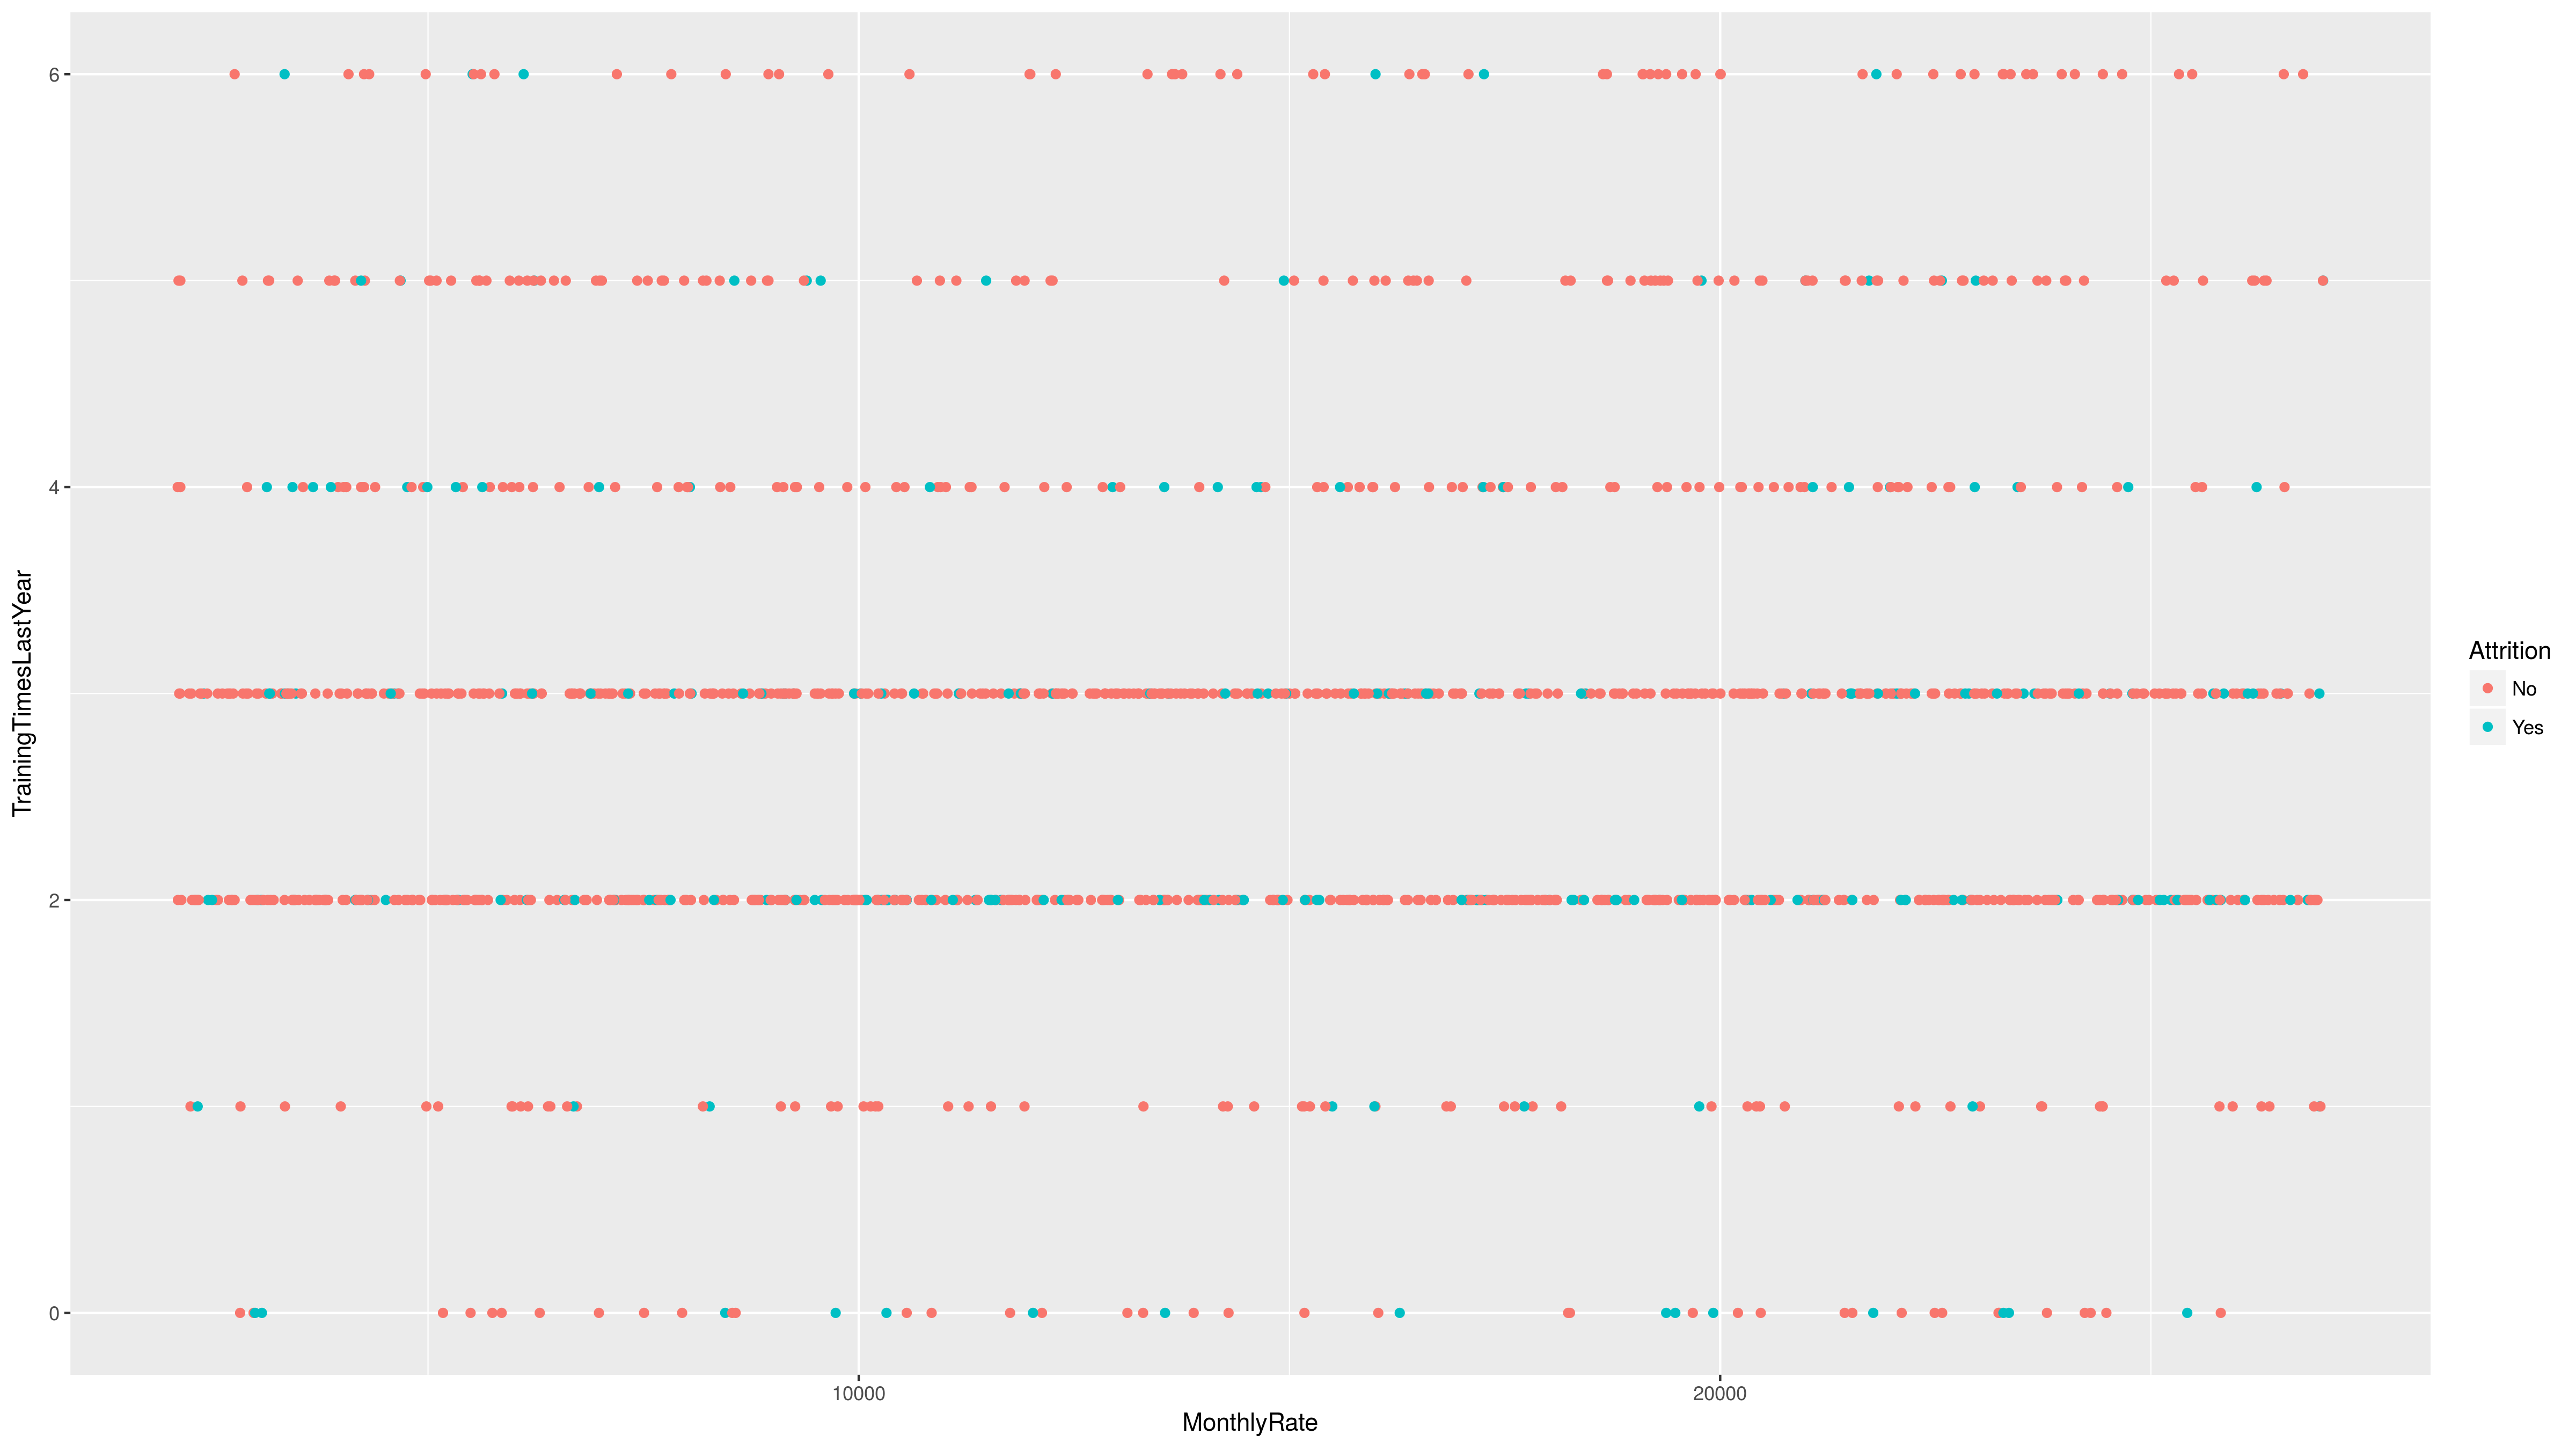 6
4
2
0
TrainingTimesLastYear
10000
20000
MonthlyRate
Attrition
No
Yes